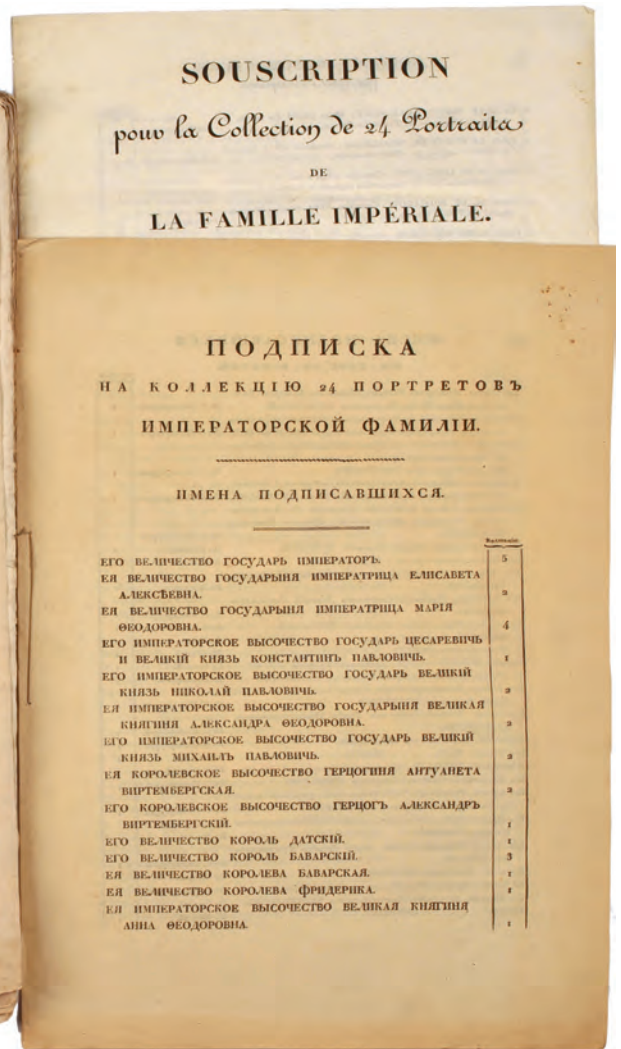 SOUSCRIPTION
pour la Collection de 24 Portraits
DE
LA FAMILLE IMPÉRIALE.
ПОДПИСКА
НА КОЛЛЕКЦІЮ 24 ПОРТРЕТОВЪ
ИМПЕРАТОРСКОЙ ФАМИЛІИ.
ИМЕНА ПОДПИСАВШИХСЯ.
ЕГО ВЕЛИЧЕСТВО ГОСУДАРЬ ИМПЕРАТОРЪ. 5
ЕЯ ВЕЛИЧЕСТВО ГОСУДАРЫНЯ ИМПЕРАТРИЦА ЕЛИСАВЕТА
АЛЕКСѢЕВНА. 2
ЕЯ ВЕЛИЧЕСТВО ГОСУДАРЫНЯ ИМПЕРАТРИЦА МАРІЯ
ѲЕОДОРОВНА. 4
ЕГО ИМПЕРАТОРСКОЕ ВЫСОЧЕСТВО ГОСУДАРЬ ЦЕСАРЕВИЧЬ
И ВЕЛИКІЙ КНЯЗЬ КОНСТАНТИНЪ ПАВЛОВИЧЬ. 1
ЕГО ИМПЕРАТОРСКОЕ ВЫСОЧЕСТВО ГОСУДАРЬ ВЕЛИКІЙ
КНЯЗЬ НИКОЛАЙ ПАВЛОВИЧЬ. 2
ЕЯ ИМПЕРАТОРСКОЕ ВЫСОЧЕСТВО ГОСУДАРЫНЯ ВЕЛИКАЯ
КНЯГИНЯ АЛЕКСАНДРА ѲЕОДОРОВНА. 2
ЕГО ИМПЕРАТОРСКОЕ ВЫСОЧЕСТВО ГОСУДАРЬ ВЕЛИКІЙ
КНЯЗЬ МИХАИЛЪ ПАВЛОВИЧЬ. 2
ЕЯ КОРОЛЕВСКОЕ ВЫСОЧЕСТВО ГЕРЦОГИНЯ АНТУАНЕТА
ВИРТЕМБЕРГСКАЯ. 2
ЕГО КОРОЛЕВСКОЕ ВЫСОЧЕСТВО ГЕРЦОГЪ АЛЕКСАНДРЪ
ВИРТЕМБЕРГСКІЙ. 1
ЕГО ВЕЛИЧЕСТВО КОРОЛЬ ДАТСКІЙ. 1
ЕГО ВЕЛИЧЕСТВО КОРОЛЬ БАВАРСКІЙ. 3
ЕЯ ВЕЛИЧЕСТВО КОРОЛЕВА БАВАРСКАЯ. 1
ЕЯ ВЕЛИЧЕСТВО КОРОЛЕВА ФРИДЕРИКА. 1
ЕЯ ИМПЕРАТОРСКОЕ ВЫСОЧЕСТВО ВЕЛИКАЯ КНЯГИНЯ
АННА ѲЕОДОРОВНА. 1